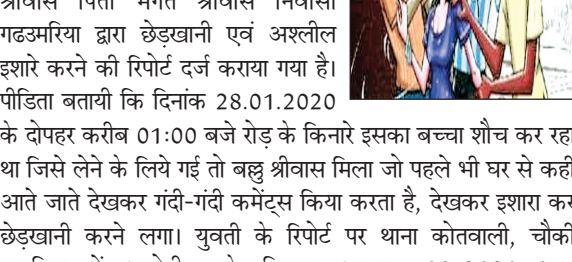 श्रीवास पिता भगत श्रीवास निवासी
गढउमरिया द्वारा छेड़खानी एवं अश्लील
इशारे करने की रिपोर्ट दर्ज कराया गया है।
पीडिता बतायी कि दिनांक 28.01.2020
के दोपहर करीब 01:00 बजे रोड़ के किनारे इसका बच्चा शौच कर रहा
था जिसे लेने के लिये गई तो बल्लु श्रीवास मिला जो पहले भी घर से कहीं
आते जाते देखकर गंदी-गंदी कमेंट्स किया करता है, देखकर इशारा कर
छेड़खानी करने लगा। युवती के रिपोर्ट पर थाना कोतवाली, चौकी